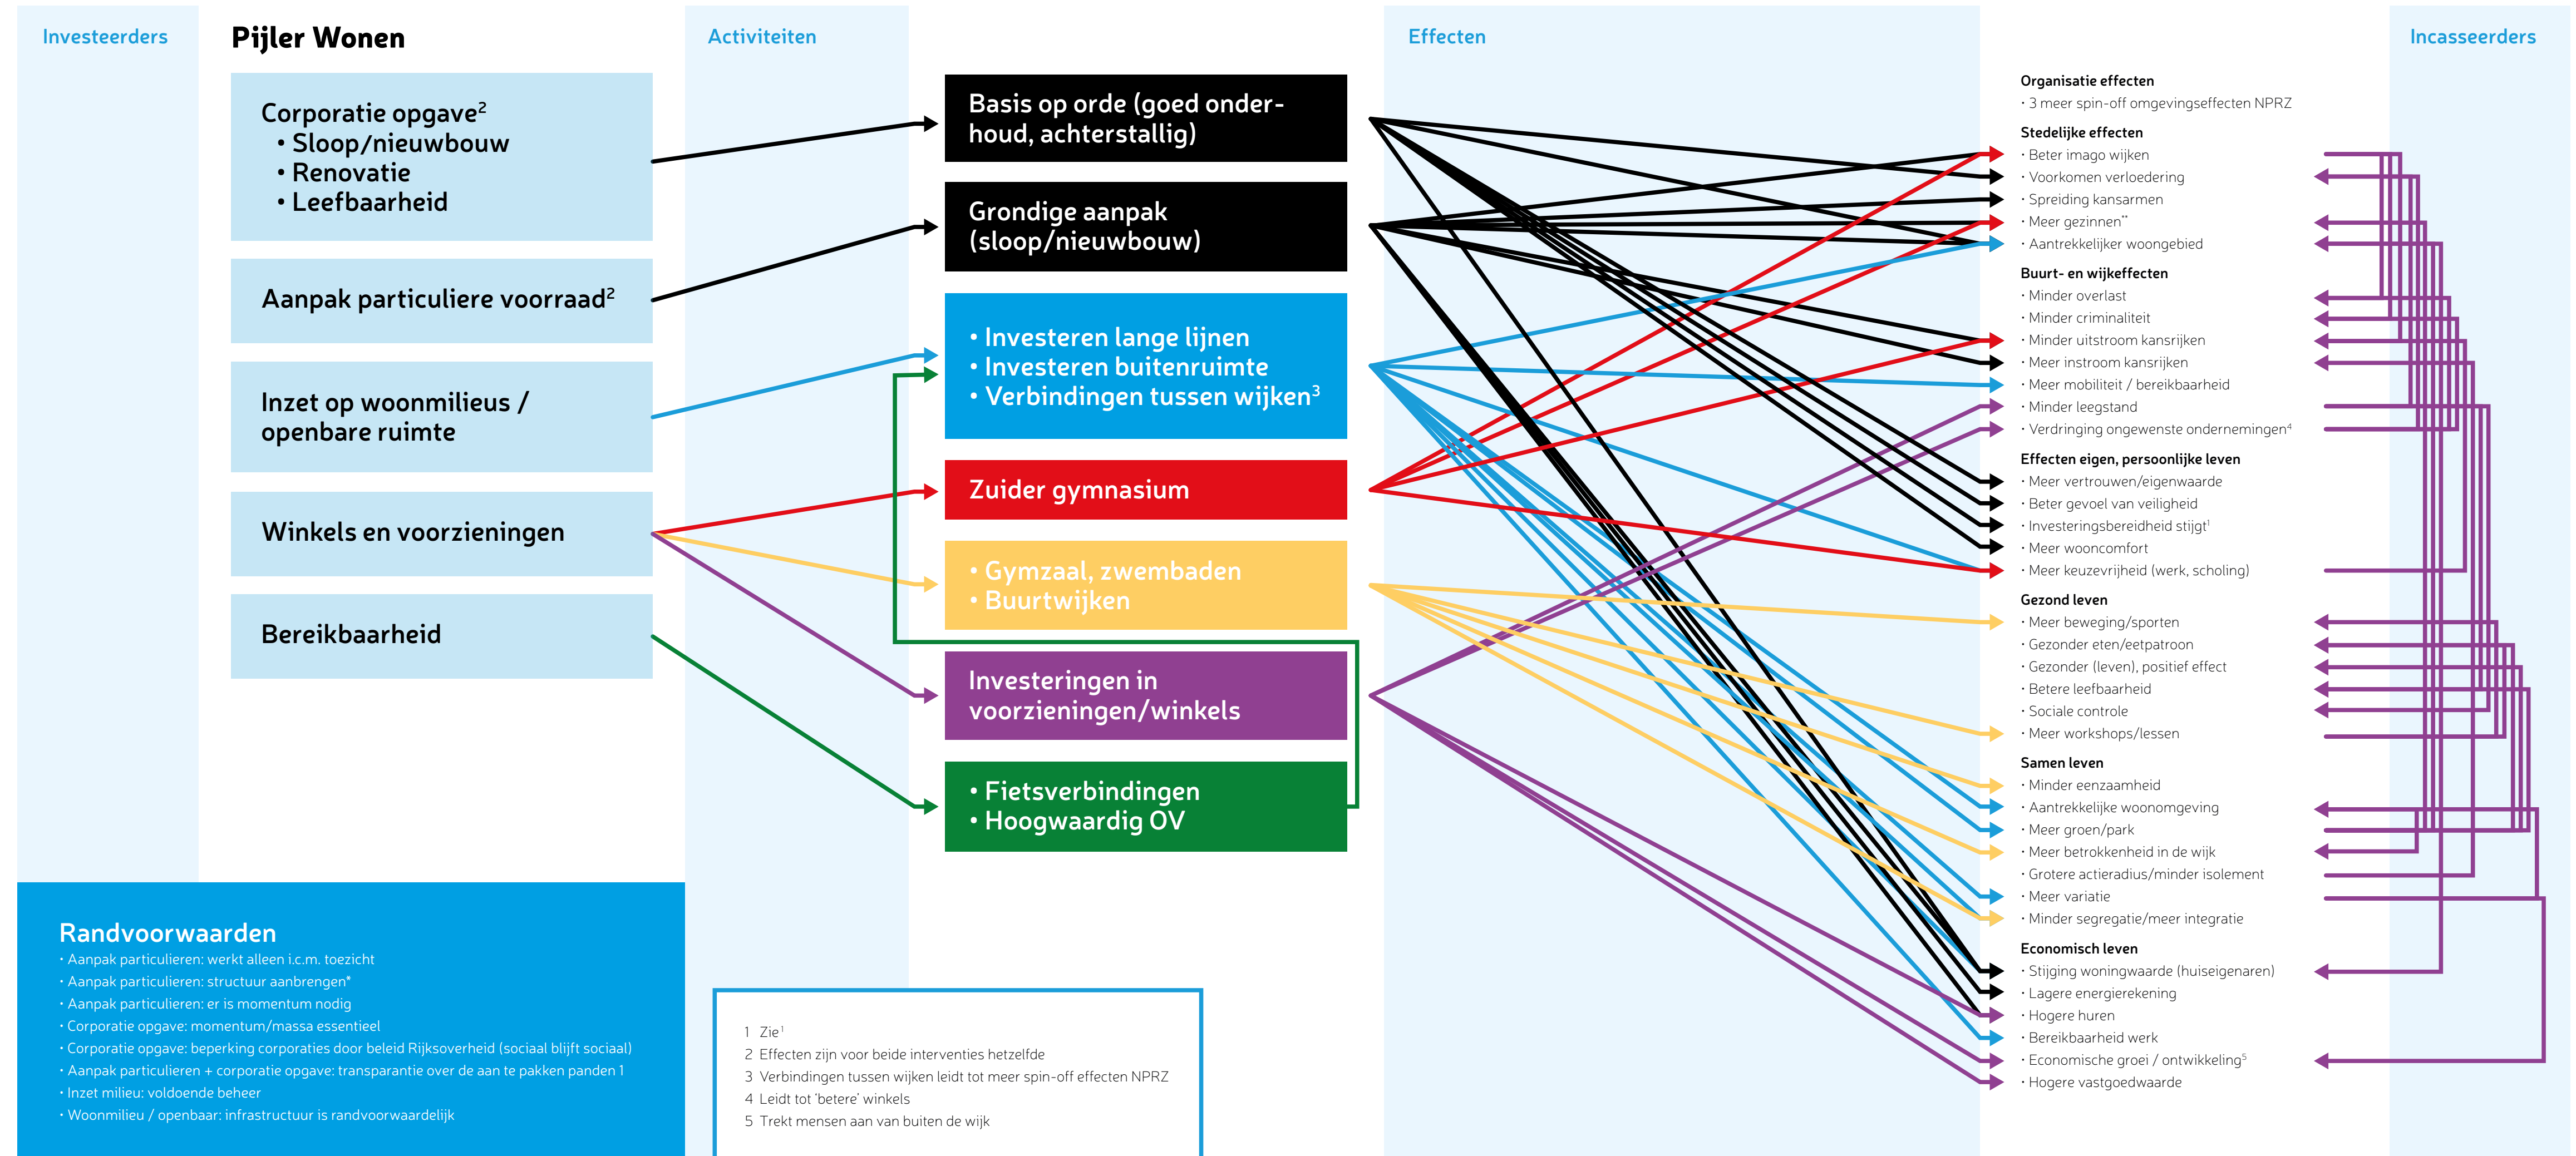 Investeerders
Pijler Wonen
Activiteiten
Effecten
Incasseerders
Corporatie opgave²
• Sloop/nieuwbouw
• Renovatie
• Leefbaarheid
Aanpak particuliere voorraad²
Inzet op woonmilieus /
openbare ruimte
Winkels en voorzieningen
Bereikbaarheid
Basis op orde (goed onder-
houd, achterstallig)
Grondige aanpak
(sloop/nieuwbouw)
• Investeren lange lijnen
• Investeren buitenruimte
• Verbindingen tussen wijken³
Zuider gymnasium
• Gymzaal, zwembaden
• Buurtwijken
Investeringen in
voorzieningen/winkels
• Fietsverbindingen
• Hoogwaardig OV
Organisatie effecten
• 3 meer spin-off omgevingseffecten NPRZ
Stedelijke effecten
• Beter imago wijken
• Voorkomen verloedering
• Spreiding kansarmen
• Meer gezinnen**
• Aantrekkelijker woongebied
Buurt- en wijkeffecten
• Minder overlast
• Minder criminaliteit
• Minder uitstroom kansrijken
• Meer instroom kansrijken
• Meer mobiliteit / bereikbaarheid
• Minder leegstand
• Verdringing ongewenste ondernemingen⁴
Effecten eigen, persoonlijke leven
• Meer vertrouwen/eigenwaarde
• Beter gevoel van veiligheid
• Investeringsbereidheid stijgt¹
• Meer wooncomfort
• Meer keuzevrijheid (werk, scholing)
Gezond leven
• Meer beweging/sporten
• Gezonder eten/eetpatroon
• Gezonder (leven), positief effect
• Betere leefbaarheid
• Sociale controle
• Meer workshops/lessen
Samen leven
• Minder eenzaamheid
• Aantrekkelijke woonomgeving
• Meer groen/park
• Meer betrokkenheid in de wijk
• Grotere actieradius/minder isolement
• Meer variatie
• Minder segregatie/meer integratie
Economisch leven
• Stijging woningwaarde (huiseigenaren)
• Lagere energierekening
• Hogere huren
• Bereikbaarheid werk
• Economische groei / ontwikkeling⁵
• Hogere vastgoedwaarde
Randvoorwaarden
• Aanpak particulieren: werkt alleen i.c.m. toezicht
• Aanpak particulieren: structuur aanbrengen*
• Aanpak particulieren: er is momentum nodig
• Corporatie opgave: momentum/massa essentieel
• Corporatie opgave: beperking corporaties door beleid Rijksoverheid (sociaal blijft sociaal)
• Aanpak particulieren + corporatie opgave: transparantie over de aan te pakken panden 1
• Inzet milieu: voldoende beheer
• Woonmilieu / openbaar: infrastructuur is randvoorwaardelijk
1 Zie¹
2 Effecten zijn voor beide interventies hetzelfde
3 Verbindingen tussen wijken leidt tot meer spin-off effecten NPRZ
4 Leidt tot 'betere' winkels
5 Trekt mensen aan van buiten de wijk